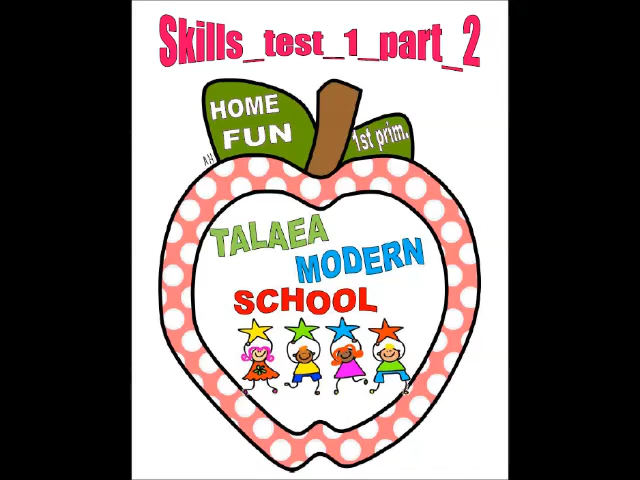 Skills_test_1_part_2
HOME
FUN
1st prim.
TALAEA
MODERN
SCHOOL